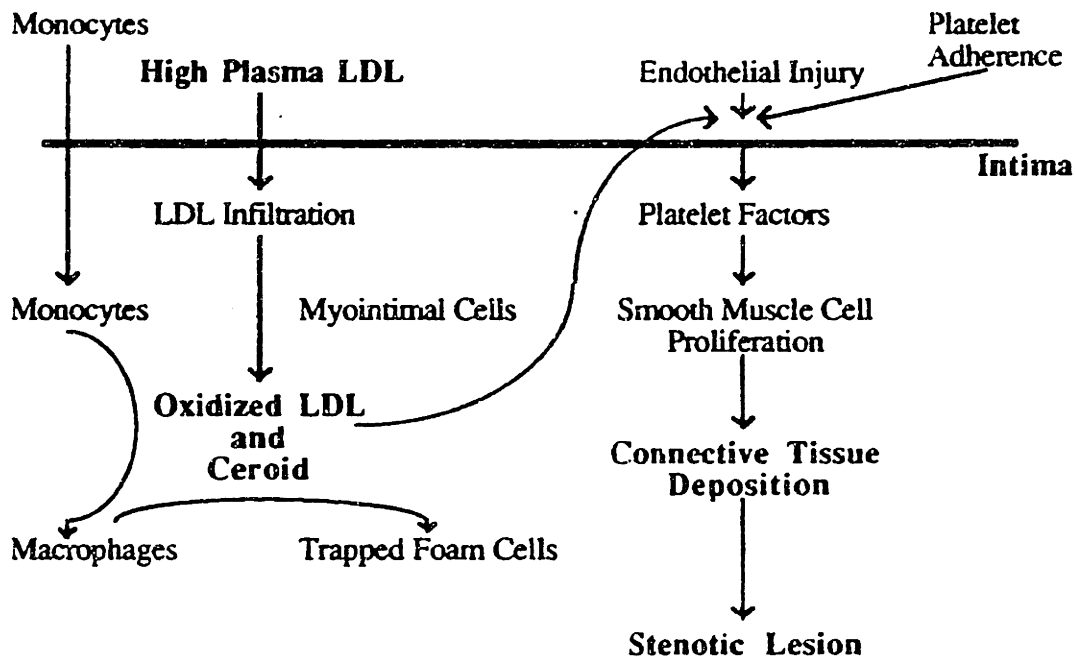 Monocytes
Platelet
Adherence
High Plasma LDL
Endothelial Injury
Intima
LDL Infiltration
Platelet Factors
Monocytes
Myointimal Cells
Smooth Muscle Cell
Proliferation
Oxidized LDL
and
Ceroid
Connective Tissue
Deposition
Macrophages
Trapped Foam Cells
Stenotic Lesion